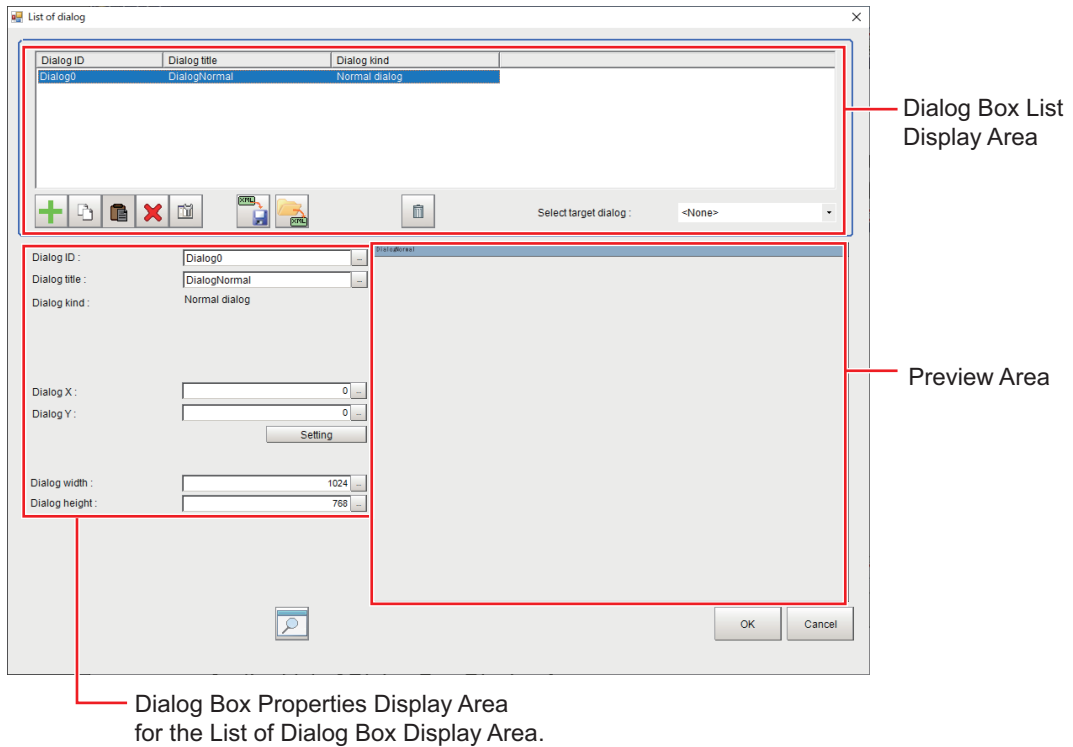 List of dialog
Dialog ID Dialog title Dialog kind
Dialog0 DialogNormal Normal dialog
Dialog Box List
Display Area
XML XML
Select target dialog : <None>
DialogNormal
Dialog ID : Dialog0 ...
Dialog title : DialogNormal ...
Dialog kind : Normal dialog
Preview Area
Dialog X : 0 ...
Dialog Y : 0 ...
Setting
Dialog width : 1024 ...
Dialog height : 768 ...
OK Cancel
Dialog Box Properties Display Area
for the List of Dialog Box Display Area.